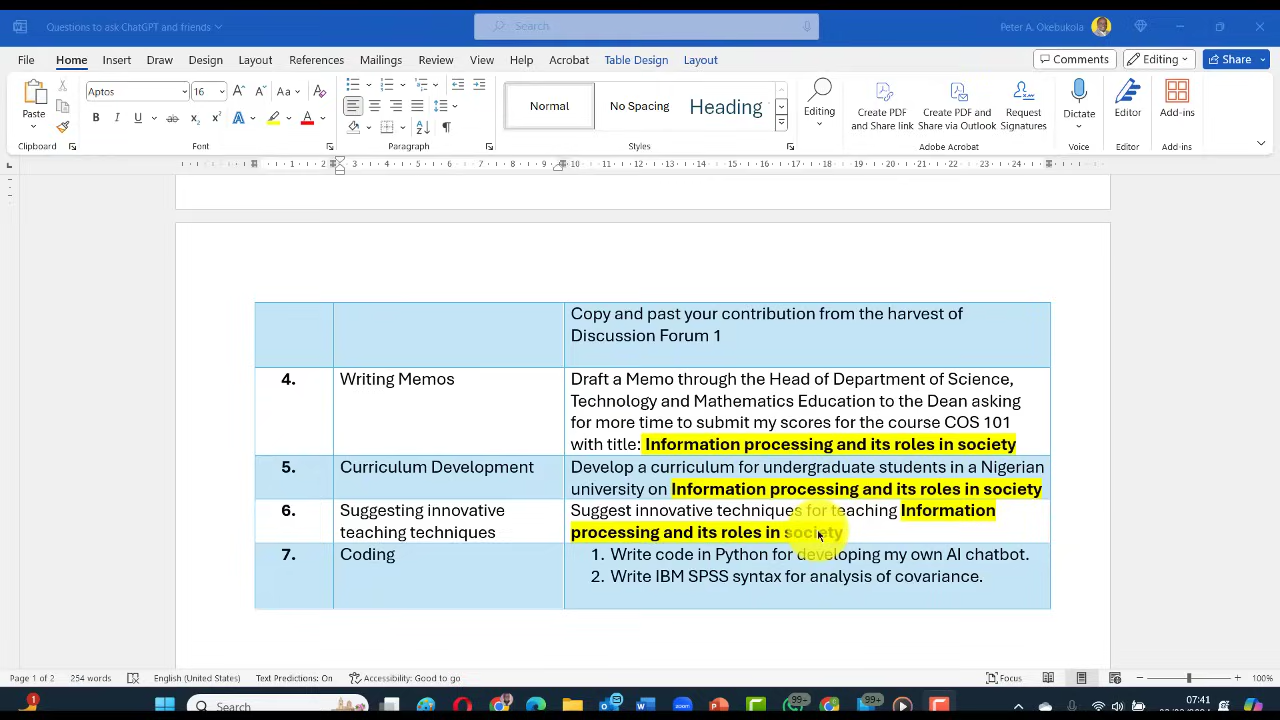 Questions to ask ChatGPT and friends
Search
Peter A. Okebukola
File Home Insert Draw Design Layout References Mailings Review View Help Acrobat Table Design Layout
Comments Editing Share
Paste
Aptos 16
Normal No Spacing Heading
Editing
Create PDF and Share link
Create PDF and Share via Outlook
Request Signatures
Dictate
Editor
Add-ins
Clipboard Font Paragraph Styles Adobe Acrobat Voice Editor Add-ins
Copy and past your contribution from the harvest of
Discussion Forum 1
4. Writing Memos
Draft a Memo through the Head of Department of Science,
Technology and Mathematics Education to the Dean asking
for more time to submit my scores for the course COS 101
with title: Information processing and its roles in society
5. Curriculum Development
Develop a curriculum for undergraduate students in a Nigerian
university on Information processing and its roles in society
6. Suggesting innovative
teaching techniques
Suggest innovative techniques for teaching Information
processing and its roles in society
7. Coding
1. Write code in Python for developing my own AI chatbot.
2. Write IBM SPSS syntax for analysis of covariance.
Page 1 of 2 254 words English (United States) Text Predictions: On Accessibility: Good to go Focus 100%
Search
07:41